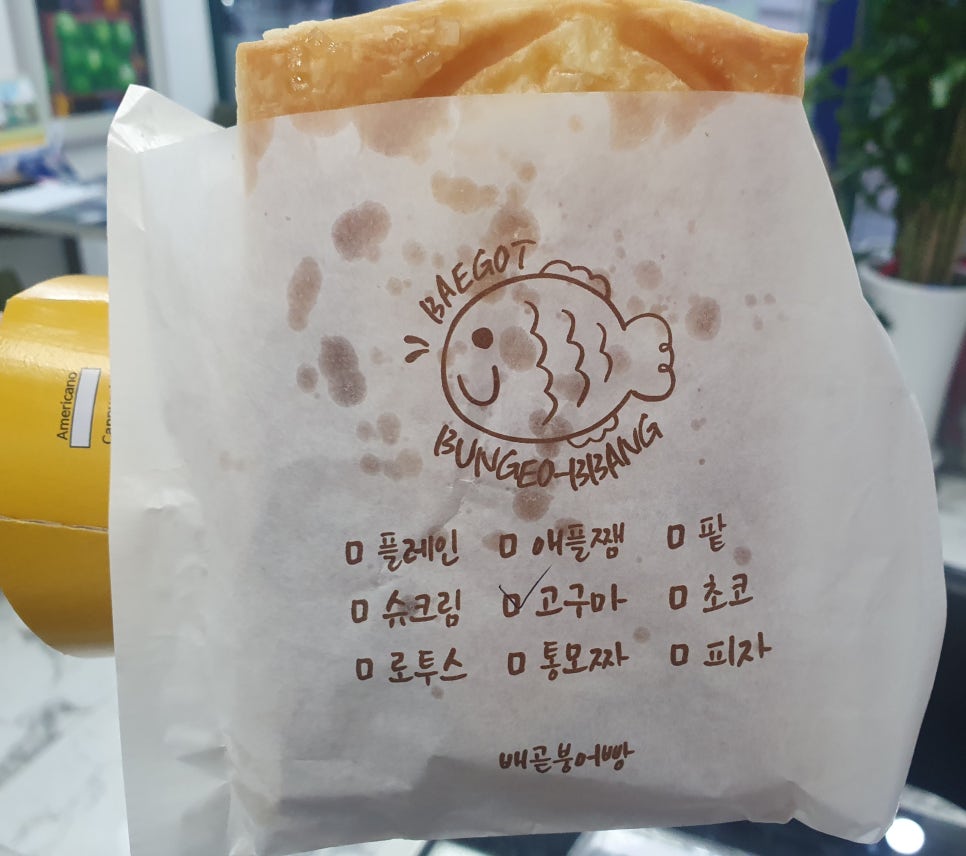 BAEGOT
BUNGEO-BBANG
Americano
플레인 애플쨈 팥
슈크림 고구마 초코
로투스 통모짜 피자
배곧붕어빵